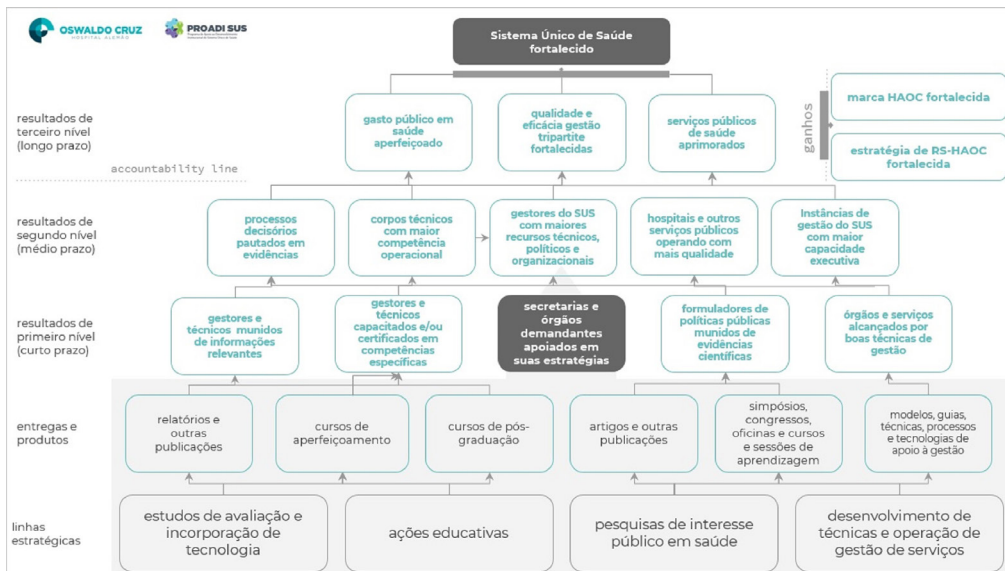 OSWALDO CRUZ
HOSPITAL ALEMÃO
PROADI SUS
Sistema Único de Saúde
fortalecido
resultados de
terceiro nível
(longo prazo)
gasto público em
saúde
aperfeiçoado
qualidade e
eficácia gestão
tripartite
fortalecidas
serviços públicos
de saúde
aprimorados
ganhos
marca HAOC fortalecida
estratégia de RS-HAOC
fortalecida
accountability line
resultados de
segundo nível
(médio prazo)
processos
decisórios
pautados em
evidências
corpos técnicos
com maior
competência
operacional
gestores do SUS
com maiores
recursos técnicos,
políticos e
organizacionais
hospitais e outros
serviços públicos
operando com
mais qualidade
Instâncias de
gestão do SUS
com maior
capacidade
executiva
resultados de
primeiro nível
(curto prazo)
gestores e
técnicos munidos
de informações
relevantes
gestores e
técnicos
capacitados e/ou
certificados em
competências
específicas
secretarias e
órgãos
demandantes
apoiados em
suas estratégias
formuladores de
políticas públicas
munidos de
evidências
científicas
órgãos e serviços
alcançados por
boas técnicas de
gestão
entregas e
produtos
relatórios e
outras
publicações
cursos de
aperfeiçoamento
cursos de pós-
graduação
artigos e outras
publicações
simpósios,
congressos,
oficinas e cursos
e sessões de
aprendizagem
modelos, guias,
técnicas, processos
e tecnologias de
apoio à gestão
linhas
estratégicas
estudos de avaliação e
incorporação de
tecnologia
ações educativas
pesquisas de interesse
público em saúde
desenvolvimento de
técnicas e operação de
gestão de serviços